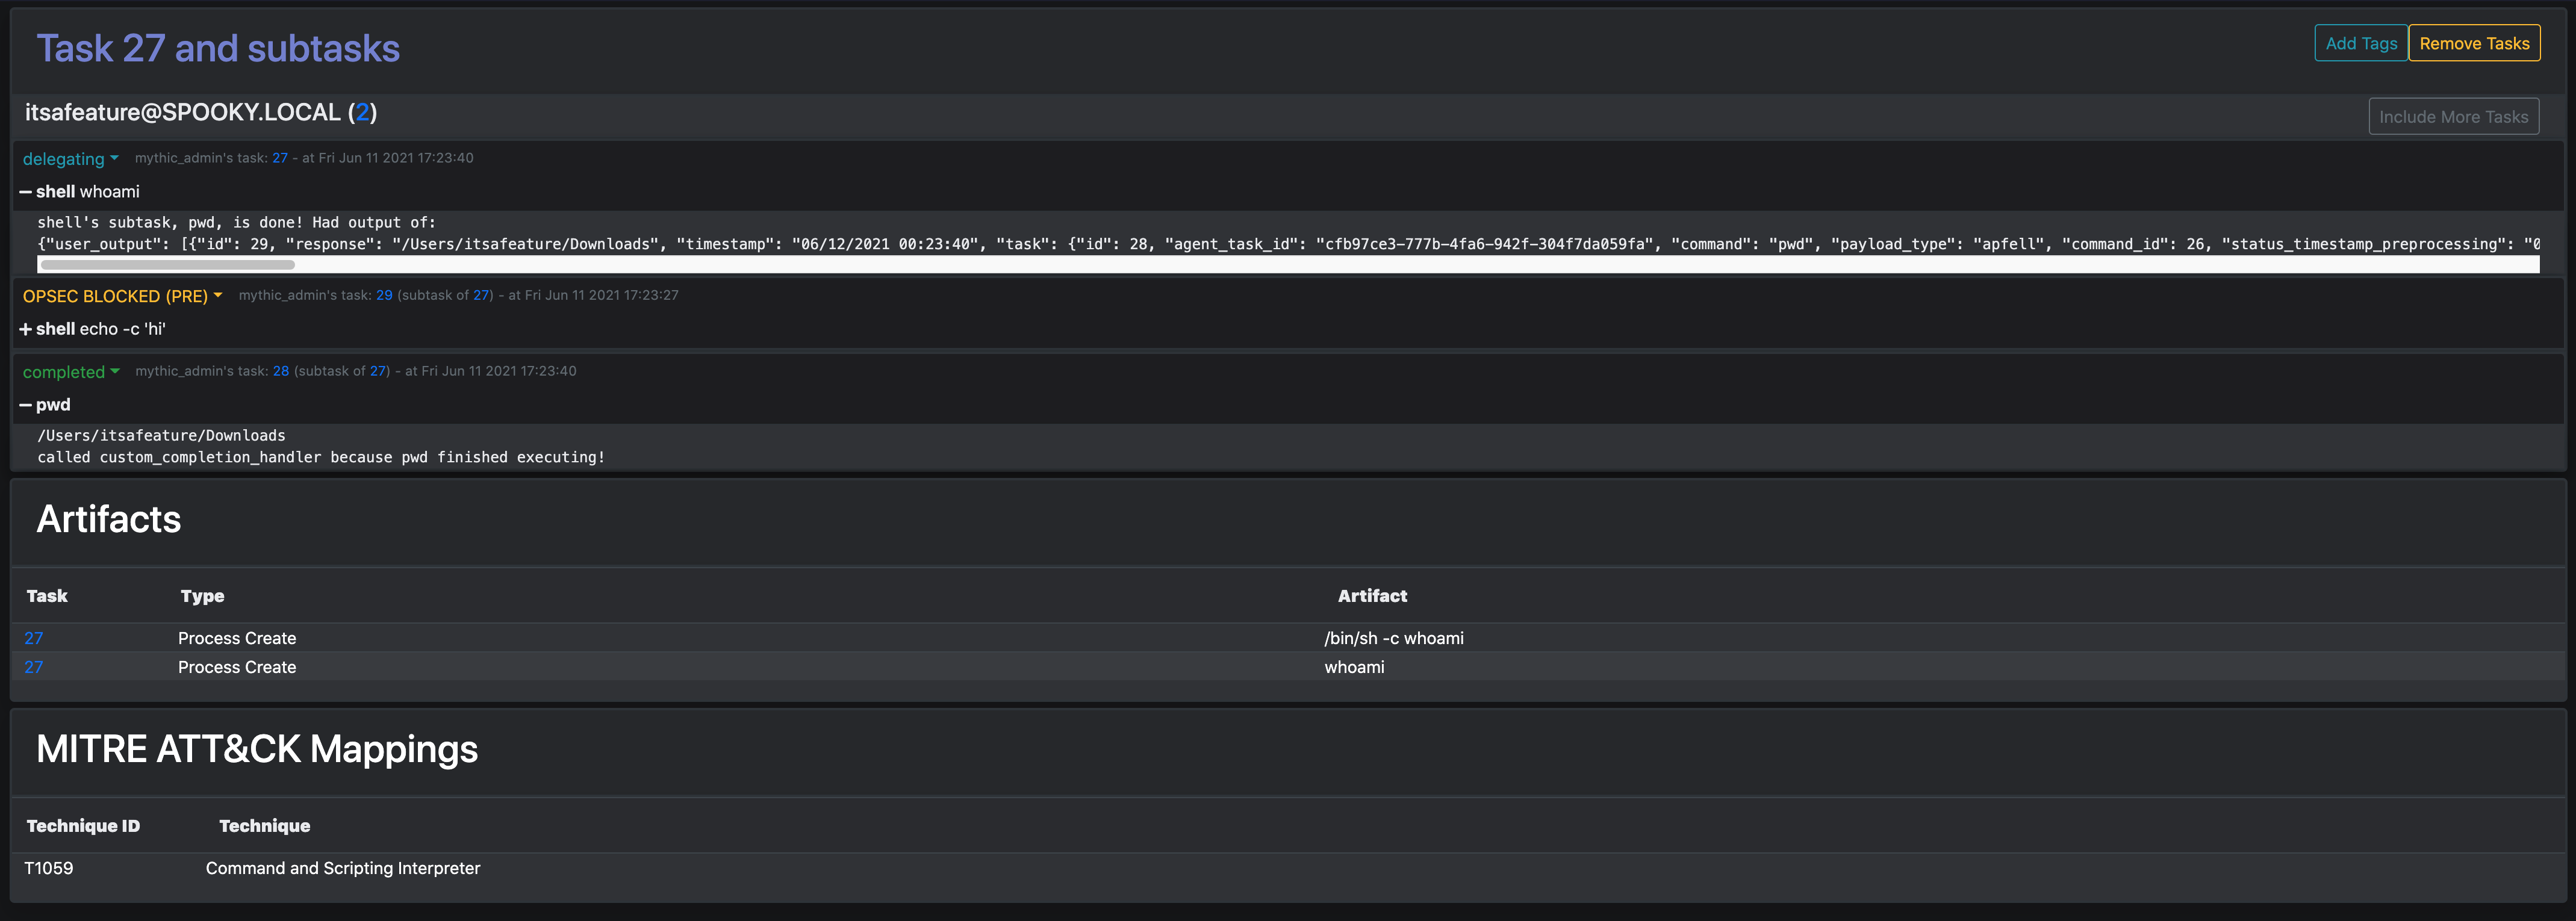 Task 27 and subtasks
Add Tags
Remove Tasks
itsafeature@SPOOKY.LOCAL (2)
Include More Tasks
delegating mythic_admin's task: 27 - at Fri Jun 11 2021 17:23:40
shell whoami
shell's subtask, pwd, is done! Had output of:
{"user_output": [{"id": 29, "response": "/Users/itsafeature/Downloads", "timestamp": "06/12/2021 00:23:40", "task": {"id": 28, "agent_task_id": "cfb97ce3-777b-4fa6-942f-304f7da059fa", "command": "pwd", "payload_type": "apfell", "command_id": 26, "status_timestamp_preprocessing": "0
OPSEC BLOCKED (PRE) mythic_admin's task: 29 (subtask of 27) - at Fri Jun 11 2021 17:23:27
+ shell echo -c 'hi'
completed mythic_admin's task: 28 (subtask of 27) - at Fri Jun 11 2021 17:23:40
pwd
/Users/itsafeature/Downloads
called custom_completion_handler because pwd finished executing!
Artifacts
Task Type Artifact
27 Process Create /bin/sh -c whoami
27 Process Create whoami
MITRE ATT&CK Mappings
Technique ID Technique
T1059 Command and Scripting Interpreter